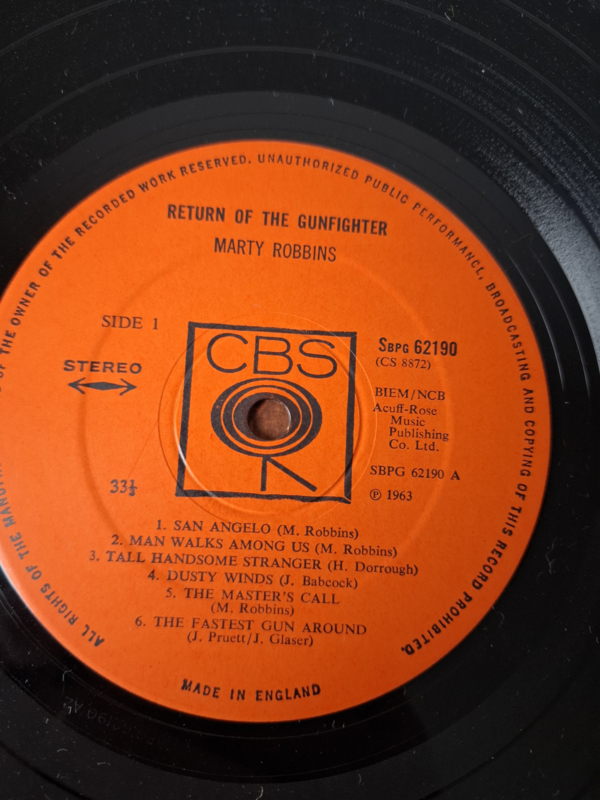 ALL RIGHTS OF THE OF THE OWNER OF THE RECORDED WORK RESERVED. UNAUTHORIZED PUBLIC PERFORMANCE, BROADCASTING AND COPYING OF THIS RECORD PROHIBITED.
RETURN OF THE GUNFIGHTER
MARTY ROBBINS
SIDE 1
STEREO
33⅓
CBS
SBPG 62190
(CS 8872)
BIEM/NCB
Acuff-Rose
Music
Publishing
Co. Ltd.
SBPG 62190 A
℗ 1963
1. SAN ANGELO (M. Robbins)
2. MAN WALKS AMONG US (M. Robbins)
3. TALL HANDSOME STRANGER (H. Dorrough)
4. DUSTY WINDS (J. Babcock)
5. THE MASTER'S CALL
(M. Robbins)
6. THE FASTEST GUN AROUND
(J. Pruett/J. Glaser)
MADE IN ENGLAND